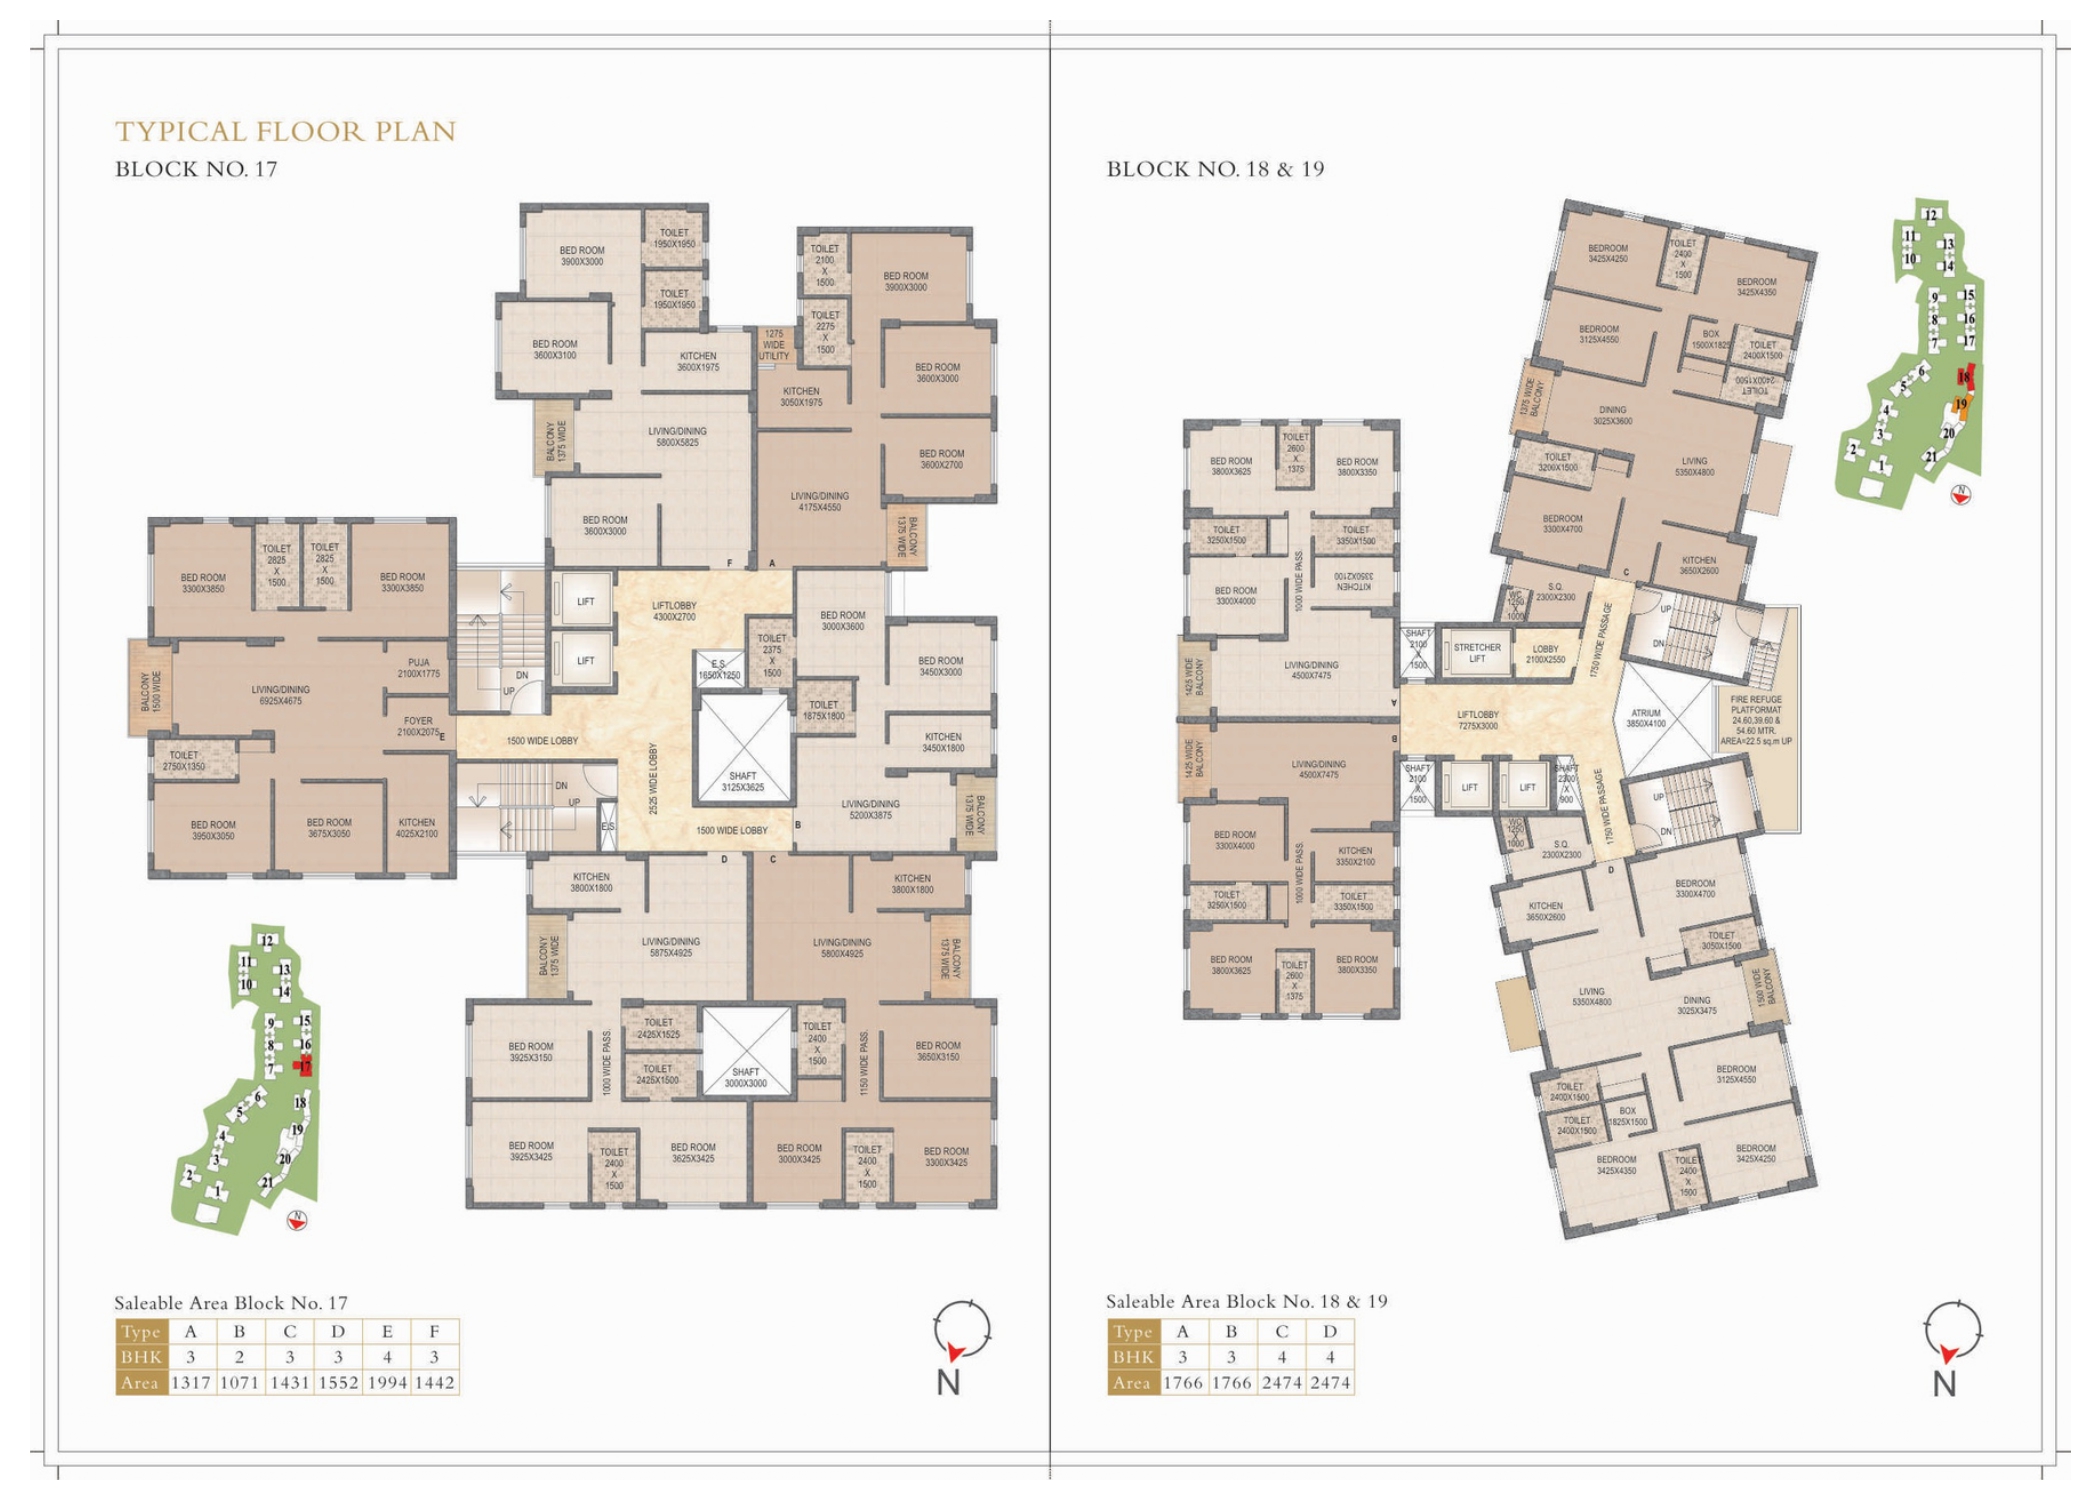 TYPICAL FLOOR PLAN
BLOCK NO. 17
BED ROOM
3900X3000
TOILET
1950X1950
TOILET
1950X1950
BED ROOM
3600X3100
KITCHEN
3600X1975
LIVING/DINING
5800X5825
BALCONY
1375 WIDE
BED ROOM
3600X3000
F
TOILET
2100
X
1500
BED ROOM
3900X3000
TOILET
2275
X
1500
1275
WIDE
UTILITY
KITCHEN
3050X1975
BED ROOM
3600X3000
BED ROOM
3600X2700
LIVING/DINING
4175X4550
BALCONY
1375 WIDE
A
BED ROOM
3300X3850
TOILET
2825
X
1500
TOILET
2825
X
1500
BED ROOM
3300X3850
PUJA
2100X1775
LIVING/DINING
6925X4675
BALCONY
1500 WIDE
FOYER
2100X2075
E
TOILET
2750X1350
BED ROOM
3950X3050
BED ROOM
3675X3050
KITCHEN
4025X2100
DN
UP
LIFT
LIFT
LIFTLOBBY
4300X2700
E.S.
1650X1250
TOILET
2375
X
1500
1500 WIDE LOBBY
2525 WIDE LOBBY
SHAFT
3125X3625
1500 WIDE LOBBY
DN
UP
E.S.
BED ROOM
3000X3600
BED ROOM
3450X3000
TOILET
1875X1800
KITCHEN
3450X1800
LIVING/DINING
5200X3875
BALCONY
1375 WIDE
B
D
C
KITCHEN
3800X1800
KITCHEN
3800X1800
BALCONY
1375 WIDE
LIVING/DINING
5875X4925
LIVING/DINING
5800X4925
BALCONY
1375 WIDE
BED ROOM
3925X3150
1000 WIDE PASS.
TOILET
2425X1525
TOILET
2425X1500
SHAFT
3000X3000
TOILET
2400
X
1500
1150 WIDE PASS.
BED ROOM
3650X3150
BED ROOM
3925X3425
TOILET
2400
X
1500
BED ROOM
3625X3425
BED ROOM
3000X3425
TOILET
2400
X
1500
BED ROOM
3300X3425
12
11
13
10
14
9
15
8
16
7
17
6
18
5
4
19
3
20
2
21
1
N
Saleable Area Block No. 17
Type A B C D E F
BHK 3 2 3 3 4 3
Area 1317 1071 1431 1552 1994 1442
N
BLOCK NO. 18 & 19
BED ROOM
3800X3625
TOILET
2600
X
1375
BED ROOM
3800X3350
TOILET
3250X1500
TOILET
3350X1500
BED ROOM
3300X4000
1000 WIDE PASS.
KITCHEN
3350X2100
1425 WIDE
BALCONY
LIVING/DINING
4500X7475
A
B
1425 WIDE
BALCONY
LIVING/DINING
4500X7475
BED ROOM
3300X4000
1000 WIDE PASS.
KITCHEN
3350X2100
TOILET
3250X1500
TOILET
3350X1500
BED ROOM
3800X3625
TOILET
2600
X
1375
BED ROOM
3800X3350
SHAFT
2100
X
1500
STRETCHER
LIFT
LOBBY
2100X2550
LIFTLOBBY
7275X3000
1750 WIDE PASSAGE
ATRIUM
3850X4100
FIRE REFUGE
PLATFORMAT
24.60,39.60 &
54.60 MTR.
AREA=22.5 sq.m UP
SHAFT
2100
X
1500
LIFT
LIFT
SHAFT
2300
X
900
1750 WIDE PASSAGE
UP
DN
UP
DN
BEDROOM
3425X4250
TOILET
2400
X
1500
BEDROOM
3425X4350
BEDROOM
3125X4550
BOX
1500X1825
TOILET
2400X1500
TOILET
2400X1500
1375 WIDE
BALCONY
DINING
3025X3600
TOILET
3200X1500
LIVING
5350X4800
BEDROOM
3300X4700
KITCHEN
3650X2600
C
S.Q.
2300X2300
WC
1250
X
1000
WC
1250
X
1000
S.Q.
2300X2300
D
KITCHEN
3650X2600
BEDROOM
3300X4700
TOILET
3050X1500
LIVING
5350X4800
DINING
3025X3475
1500 WIDE
BALCONY
BEDROOM
3125X4550
TOILET
2400X1500
BOX
1825X1500
TOILET
2400X1500
BEDROOM
3425X4350
TOILET
2400
X
1500
BEDROOM
3425X4250
12
11
13
10
14
9
15
8
16
7
17
6
18
5
19
4
20
3
2
21
1
N
Saleable Area Block No. 18 & 19
Type A B C D
BHK 3 3 4 4
Area 1766 1766 2474 2474
N